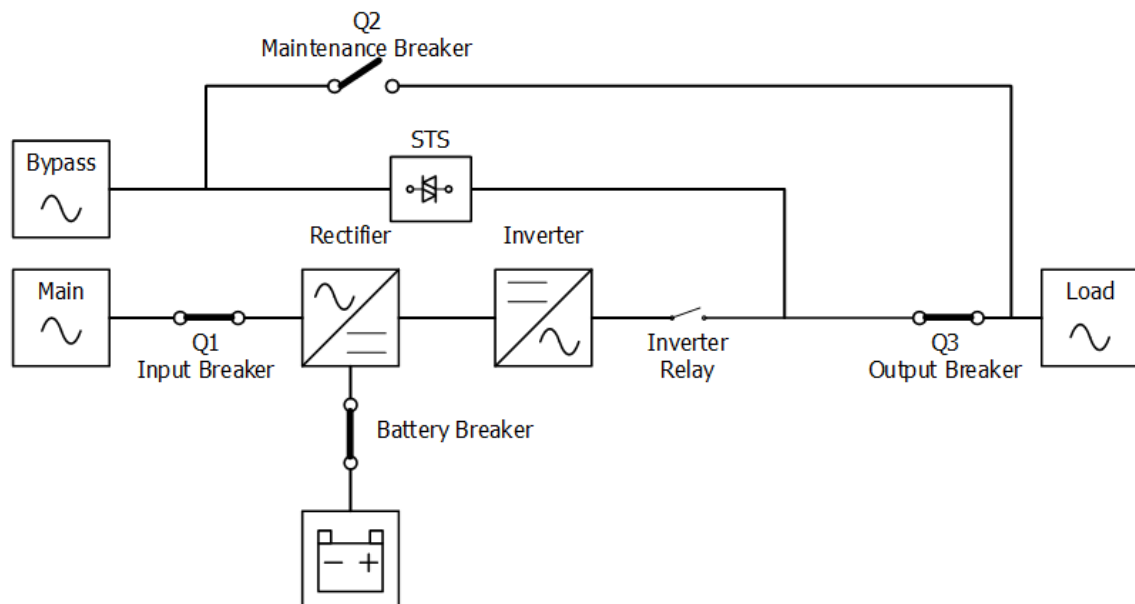 Q2
Maintenance Breaker
STS
Bypass
Rectifier
Inverter
Main
Load
Q1
Input Breaker
Inverter
Relay
Q3
Output Breaker
Battery Breaker
- +